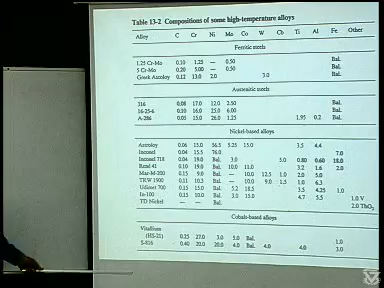 Table 13-2 Compositions of some high-temperature alloys
Alloy C Cr Ni Mo Co W Cb Ti Al Fe Other
Ferritic steels
1.25 Cr-Mo 0.10 1.25 — 0.50 Bal.
5 Cr-Mo 0.20 5.00 — 0.50 Bal.
Greek Ascoloy 0.12 13.0 2.0 3.0 Bal.
Austenitic steels
316 0.08 17.0 12.0 2.50 Bal.
16-25-6 0.10 16.0 25.0 6.00 Bal.
A-286 0.05 15.0 26.0 1.25 1.95 0.2 Bal.
Nickel-based alloys
Astroloy 0.06 15.0 56.5 5.25 15.0 3.5 4.4
Inconel 0.04 15.5 76.0 7.0
Inconel 718 0.04 19.0 Bal. 3.0 5.0 0.80 0.60 18.0
René 41 0.10 19.0 Bal. 10.0 11.0 3.2 1.6 2.0
Mar-M-200 0.15 9.0 Bal. — 10.0 12.5 1.0 2.0 5.0
TRW 1900 0.11 10.3 Bal. — 10.0 9.0 1.5 1.0 6.3
Udimet 700 0.15 15.0 Bal. 5.2 18.5 3.5 4.25 1.0
In-100 0.15 10.0 Bal. 3.0 15.0 4.7 5.5 1.0 V
TD Nickel — — Bal. 2.0 ThO₂
Cobalt-based alloys
Vitallium
(HS-21) 0.25 27.0 3.0 5.0 Bal. 1.0
S-816 0.40 20.0 20.0 4.0 Bal. 4.0 4.0 3.0